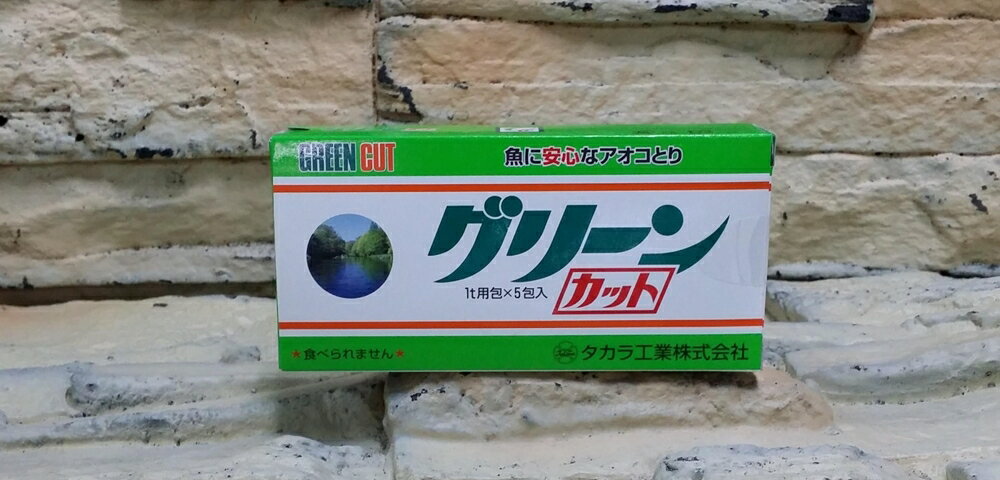 GREEN CUT
魚に安心なアオコとり
グリーン
カット
1t用包×5包入
★食べられません★
タカラ工業株式会社